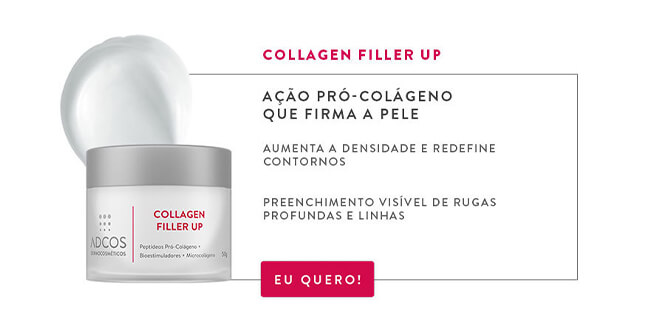 COLLAGEN FILLER UP
AÇÃO PRÓ-COLÁGENO
QUE FIRMA A PELE
AUMENTA A DENSIDADE E REDEFINE
CONTORNOS
PREENCHIMENTO VISÍVEL DE RUGAS
PROFUNDAS E LINHAS
EU QUERO!
COLLAGEN
FILLER UP
ADCOS
DERMOCOSMÉTICOS
Peptídeos Pró-Colágeno +
Bioestimuladores + Microcolágeno